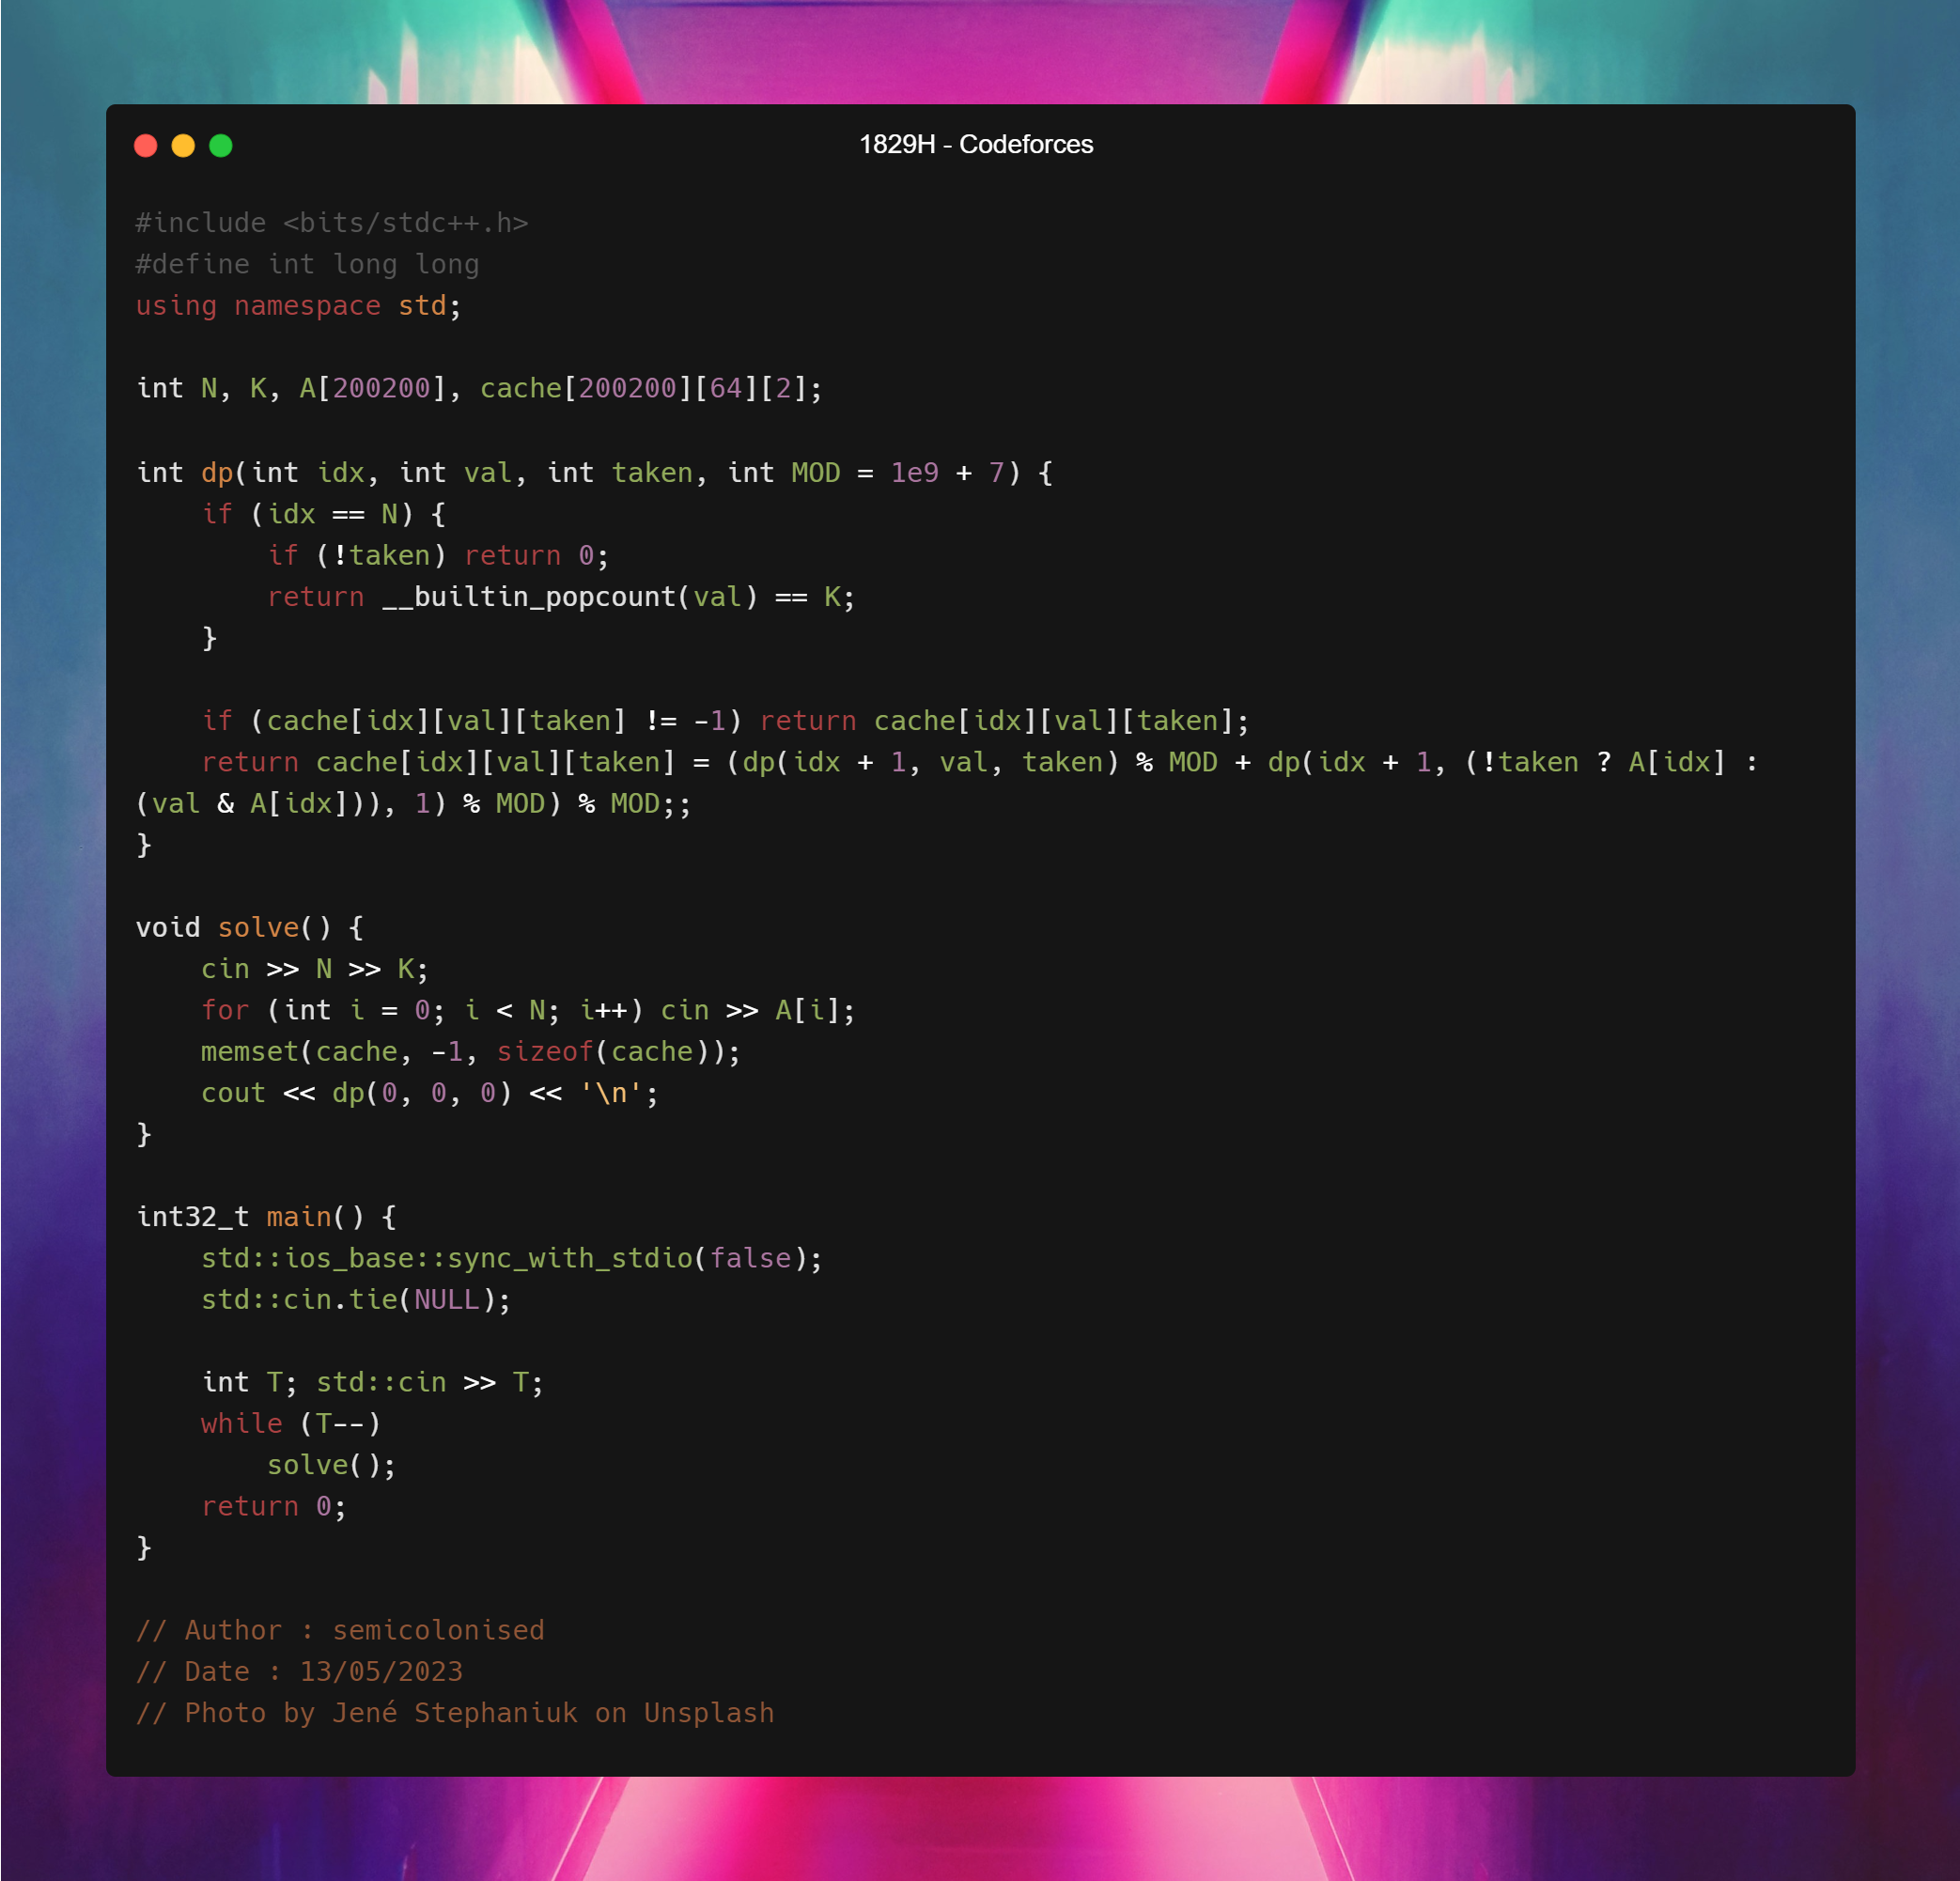 1829H - Codeforces
#include <bits/stdc++.h>
#define int long long
using namespace std;
int N, K, A[200200], cache[200200][64][2];
int dp(int idx, int val, int taken, int MOD = 1e9 + 7) {
    if (idx == N) {
        if (!taken) return 0;
        return __builtin_popcount(val) == K;
    }
    if (cache[idx][val][taken] != -1) return cache[idx][val][taken];
    return cache[idx][val][taken] = (dp(idx + 1, val, taken) % MOD + dp(idx + 1, (!taken ? A[idx] :
(val & A[idx])), 1) % MOD) % MOD;;
}
void solve() {
    cin >> N >> K;
    for (int i = 0; i < N; i++) cin >> A[i];
    memset(cache, -1, sizeof(cache));
    cout << dp(0, 0, 0) << '\n';
}
int32_t main() {
    std::ios_base::sync_with_stdio(false);
    std::cin.tie(NULL);
    int T; std::cin >> T;
    while (T--)
        solve();
    return 0;
}
// Author : semicolonised
// Date : 13/05/2023
// Photo by Jené Stephaniuk on Unsplash